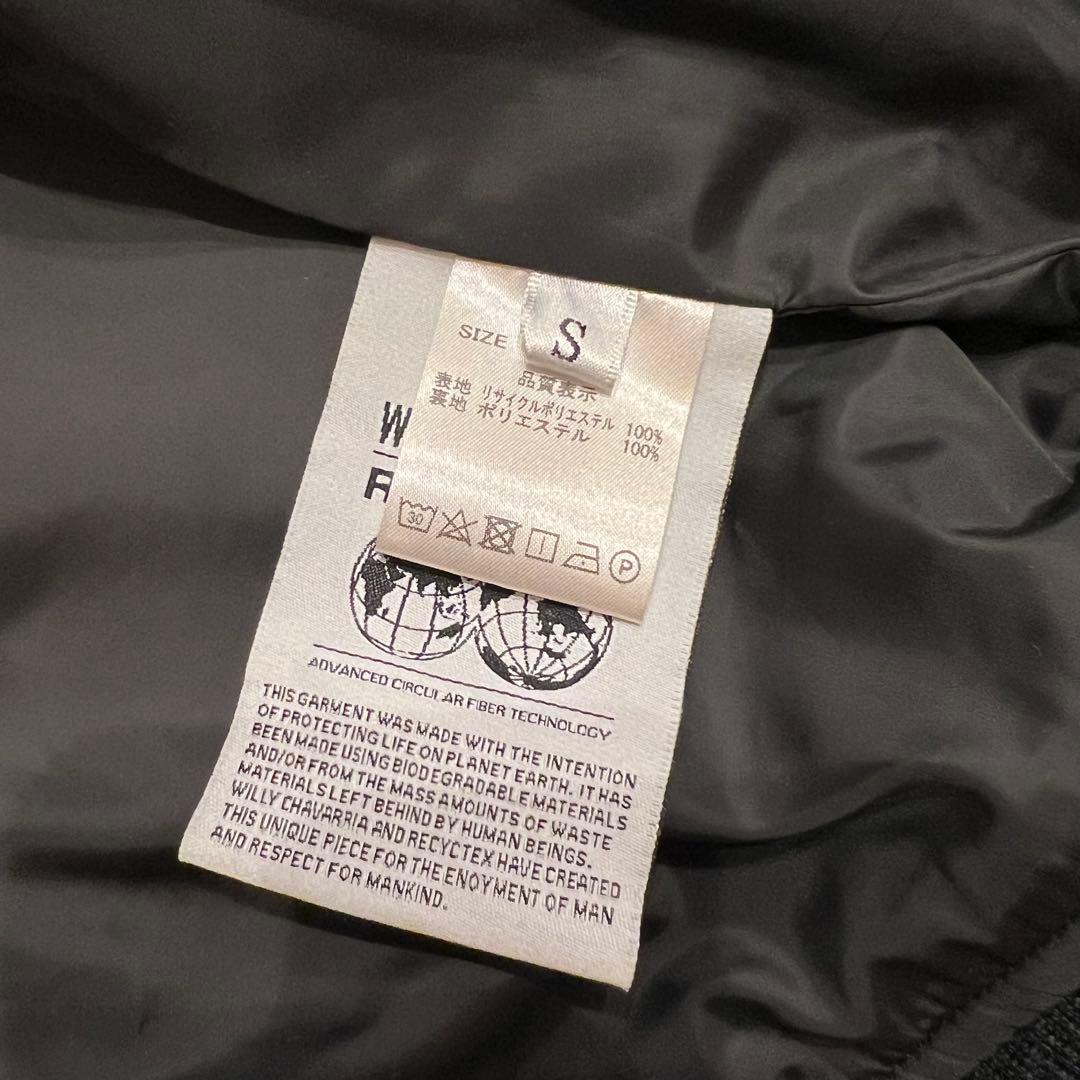 SIZE S
品質表示
表地 リサイクルポリエステル 100%
裏地 ポリエステル 100%
30
P
W
ADVANCED CIRCULAR FIBER TECHNOLOGY
THIS GARMENT WAS MADE WITH THE INTENTION
OF PROTECTING LIFE ON PLANET EARTH. IT HAS
BEEN MADE USING BIODEGRADABLE MATERIALS
AND/OR FROM THE MASS AMOUNTS OF WASTE
MATERIALS LEFT BEHIND BY HUMAN BEINGS.
WILLY CHAVARRIA AND RECYCTEX HAVE CREATED
THIS UNIQUE PIECE FOR THE ENOYMENT OF MAN
AND RESPECT FOR MANKIND.